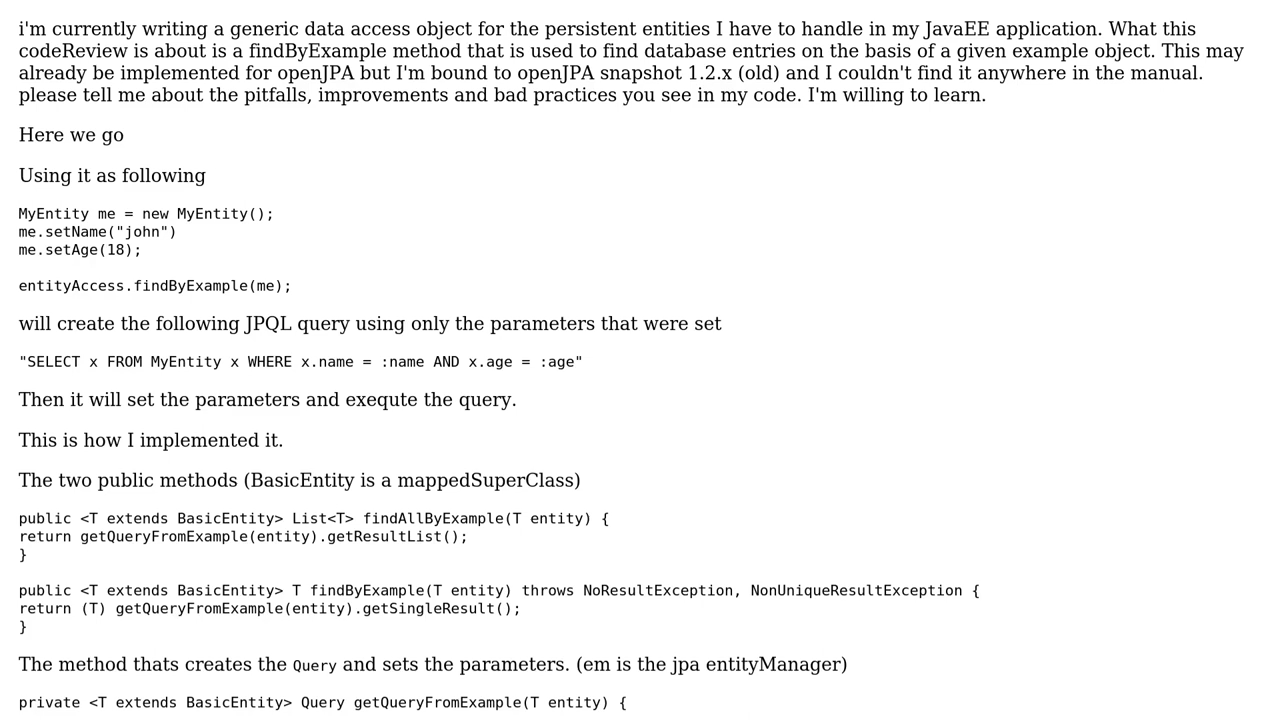 i'm currently writing a generic data access object for the persistent entities I have to handle in my JavaEE application. What this
codeReview is about is a findByExample method that is used to find database entries on the basis of a given example object. This may
already be implemented for openJPA but I'm bound to openJPA snapshot 1.2.x (old) and I couldn't find it anywhere in the manual.
please tell me about the pitfalls, improvements and bad practices you see in my code. I'm willing to learn.
Here we go
Using it as following
MyEntity me = new MyEntity();
me.setName("john")
me.setAge(18);
entityAccess.findByExample(me);
will create the following JPQL query using only the parameters that were set
"SELECT x FROM MyEntity x WHERE x.name = :name AND x.age = :age"
Then it will set the parameters and exequte the query.
This is how I implemented it.
The two public methods (BasicEntity is a mappedSuperClass)
public <T extends BasicEntity> List<T> findAllByExample(T entity) {
return getQueryFromExample(entity).getResultList();
}
public <T extends BasicEntity> T findByExample(T entity) throws NoResultException, NonUniqueResultException {
return (T) getQueryFromExample(entity).getSingleResult();
}
The method thats creates the Query and sets the parameters. (em is the jpa entityManager)
private <T extends BasicEntity> Query getQueryFromExample(T entity) {